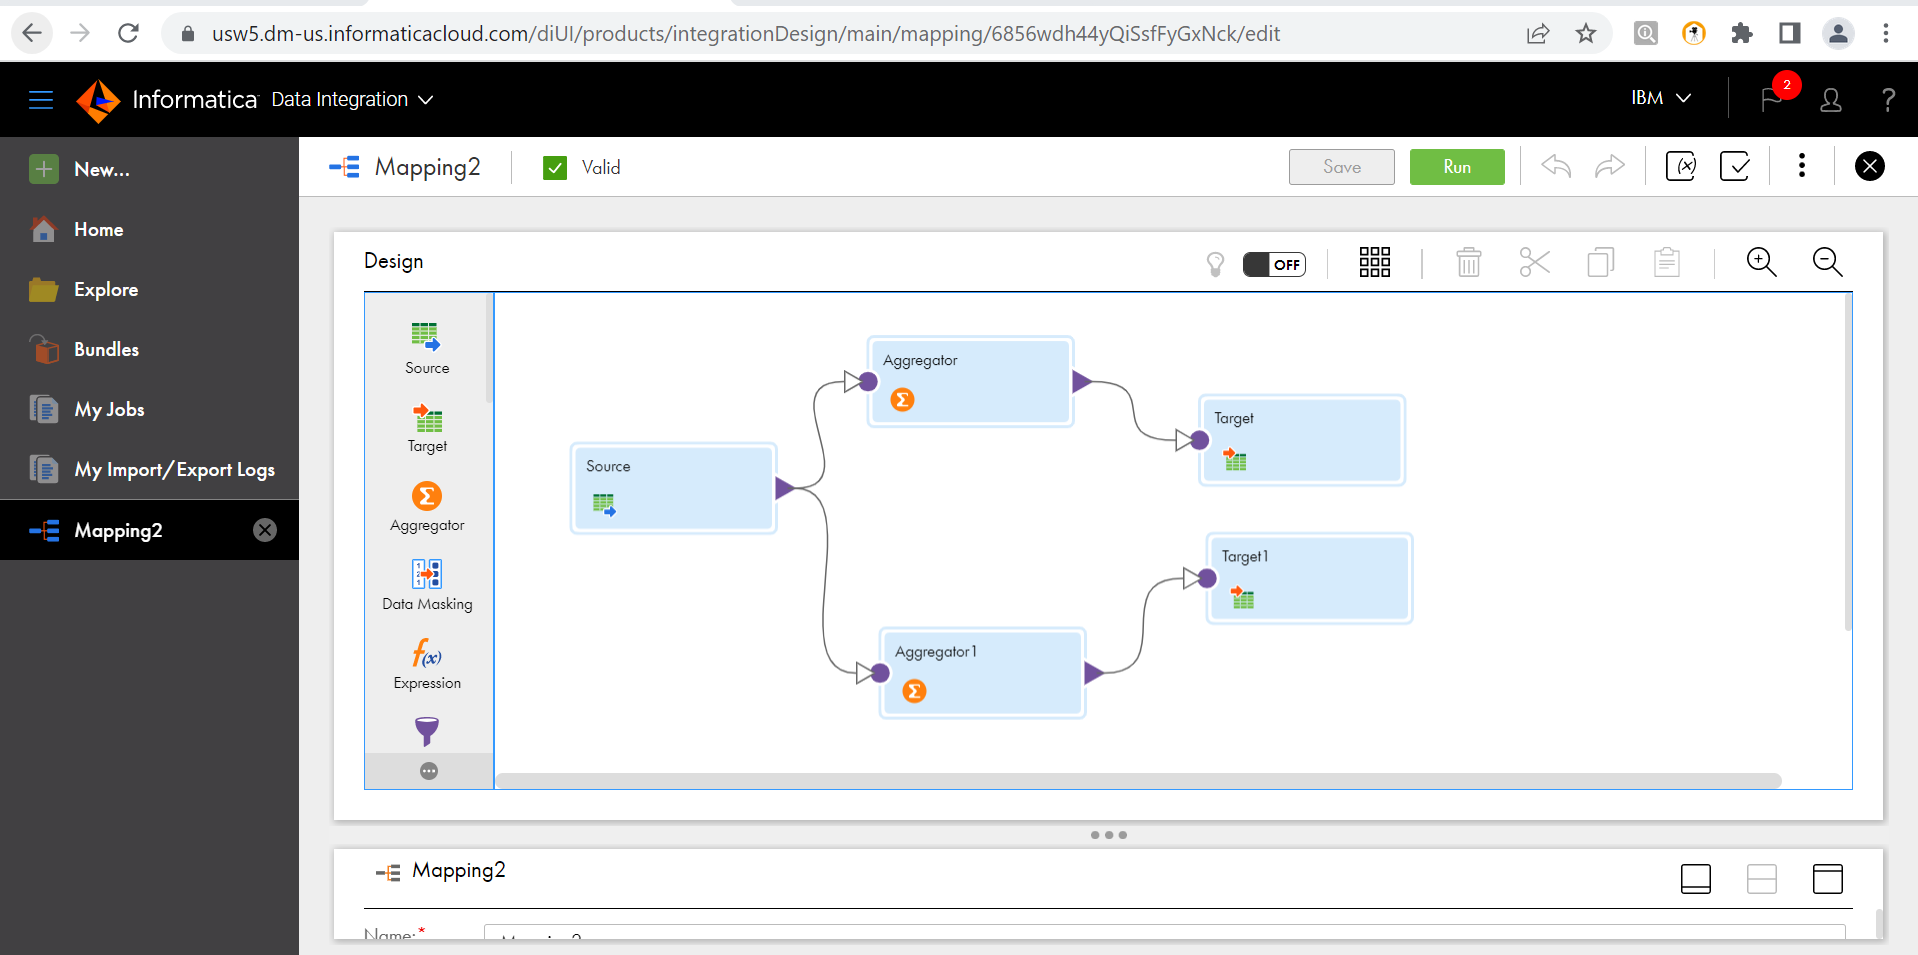 usw5.dm-us.informaticacloud.com/diUI/products/integrationDesign/main/mapping/6856wdh44yQiSsfFyGxNck/edit
Informatica Data Integration
IBM
2
?
New...
Home
Explore
Bundles
My Jobs
My Import/Export Logs
Mapping2
Mapping2
Valid
Save
Run
(x)
Design
OFF
Source
Target
Aggregator
Data Masking
Expression
Source
Aggregator
Target
Target1
Aggregator1
Mapping2
Name:*
Mapping2